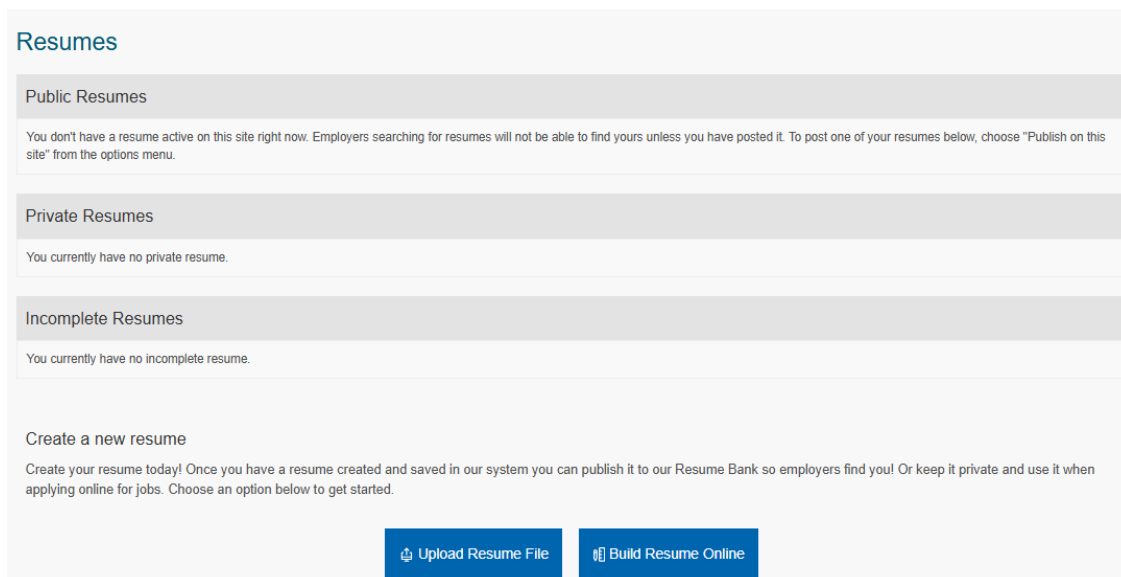 Resumes
Public Resumes
You don't have a resume active on this site right now. Employers searching for resumes will not be able to find yours unless you have posted it. To post one of your resumes below, choose "Publish on this
site" from the options menu.
Private Resumes
You currently have no private resume.
Incomplete Resumes
You currently have no incomplete resume.
Create a new resume
Create your resume today! Once you have a resume created and saved in our system you can publish it to our Resume Bank so employers find you! Or keep it private and use it when
applying online for jobs. Choose an option below to get started.
Upload Resume File
Build Resume Online